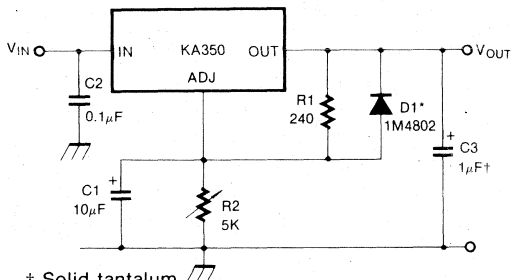 VIN
IN KA350 OUT
ADJ
VOUT
C2
0.1μF
R1
240
D1*
1M4802
+
C3
1μF†
+
C1
10μF
R2
5K
† Solid tantalum